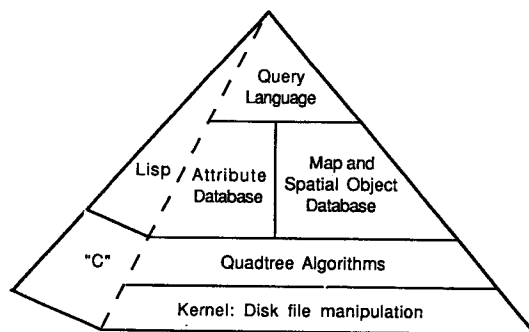 Query
Language
Lisp
Attribute
Database
Map and
Spatial Object
Database
"C"
Quadtree Algorithms
Kernel: Disk file manipulation